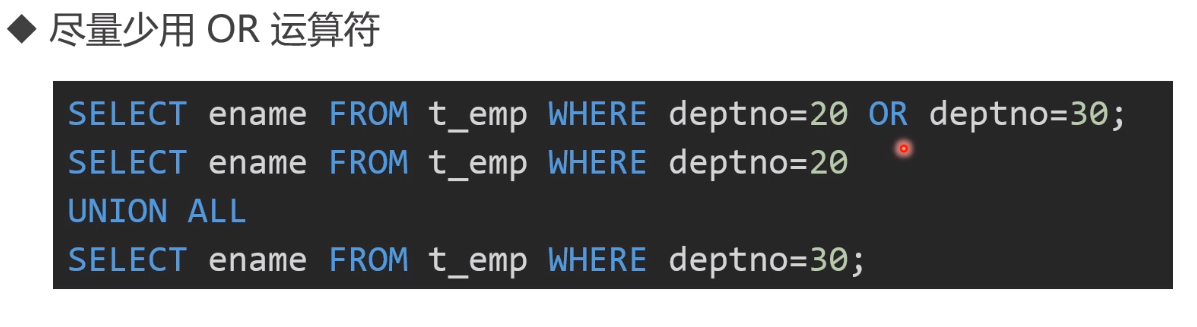 ◆ 尽量少用 OR 运算符
SELECT ename FROM t_emp WHERE deptno=20 OR deptno=30;
SELECT ename FROM t_emp WHERE deptno=20
UNION ALL
SELECT ename FROM t_emp WHERE deptno=30;